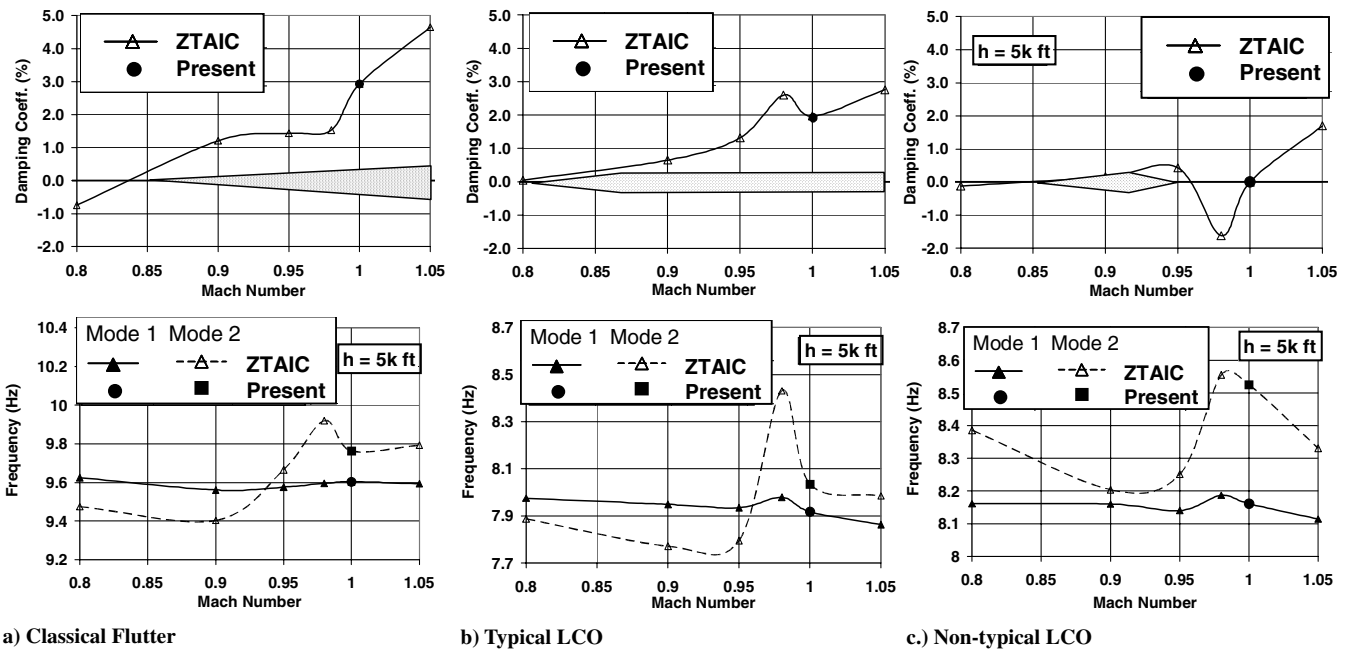 5.0
4.0
3.0
2.0
1.0
0.0
-1.0
-2.0
Damping Coeff. (%)
ZTAIC
Present
0.8 0.85 0.9 0.95 1 1.05
Mach Number
5.0
4.0
3.0
2.0
1.0
0.0
-1.0
-2.0
Damping Coeff. (%)
ZTAIC
Present
0.8 0.85 0.9 0.95 1 1.05
Mach Number
5.0
4.0
3.0
2.0
1.0
0.0
-1.0
-2.0
Damping Coeff. (%)
h = 5k ft
ZTAIC
Present
0.8 0.85 0.9 0.95 1 1.05
Mach Number
10.4
10.2
10
9.8
9.6
9.4
9.2
Frequency (Hz)
Mode 1 Mode 2
ZTAIC
Present
h = 5k ft
0.8 0.85 0.9 0.95 1 1.05
Mach Number
8.7
8.5
8.3
8.1
7.9
7.7
Frequency (Hz)
Mode 1 Mode 2
ZTAIC
Present
h = 5k ft
0.8 0.85 0.9 0.95 1 1.05
Mach Number
8.7
8.6
8.5
8.4
8.3
8.2
8.1
8
Frequency (Hz)
Mode 1 Mode 2
ZTAIC
Present
h = 5k ft
0.8 0.85 0.9 0.95 1 1.05
Mach Number
a) Classical Flutter
b) Typical LCO
c.) Non-typical LCO